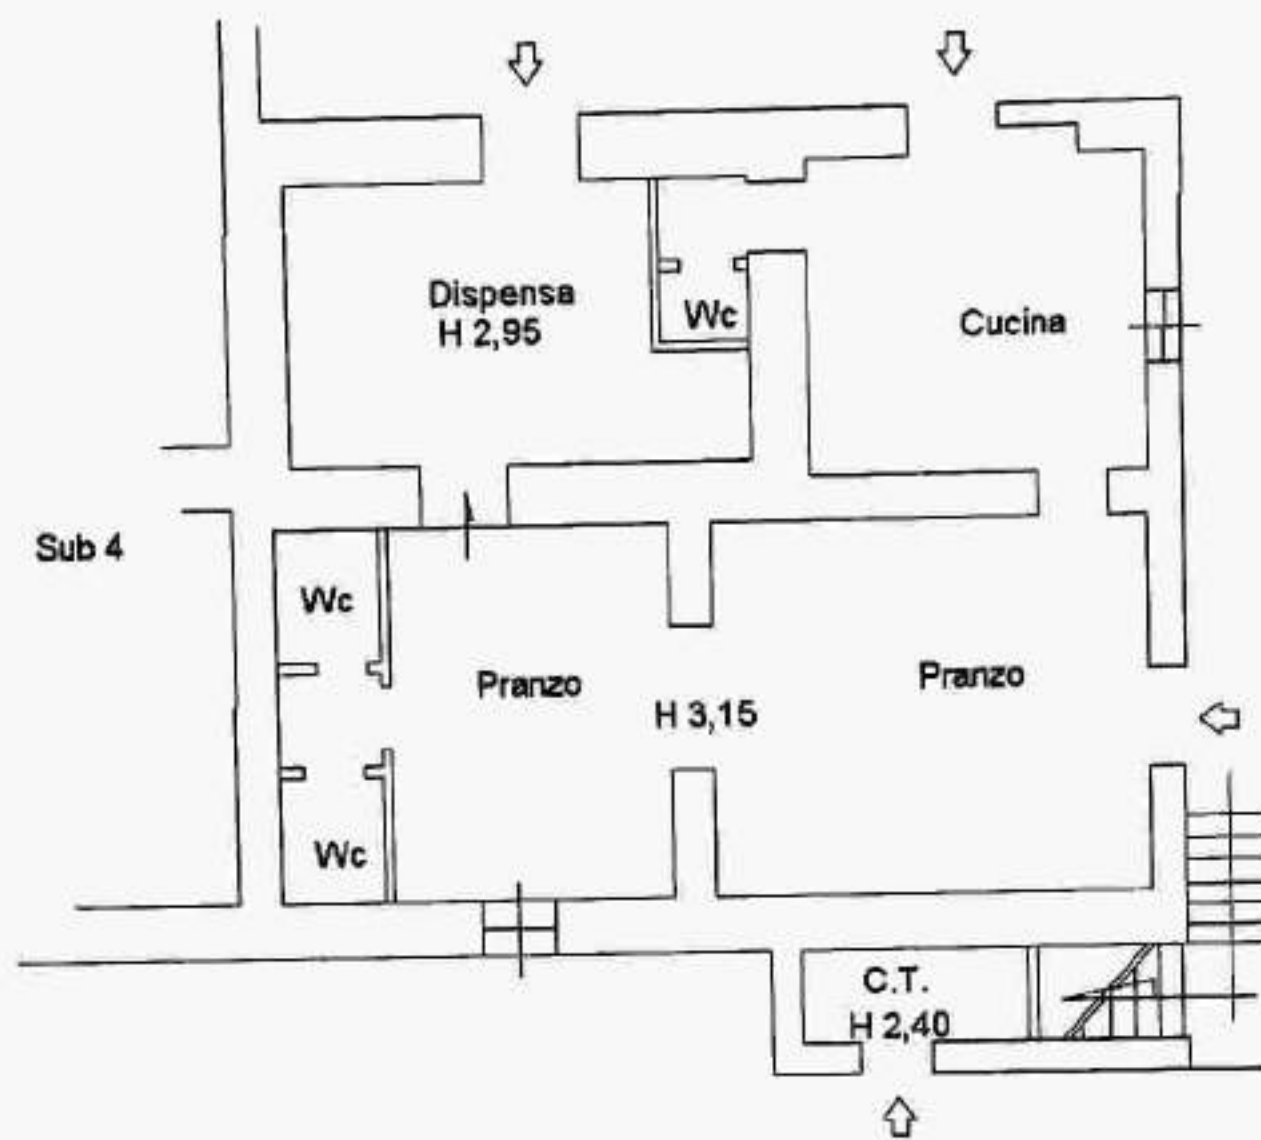 Dispensa
H 2,95
Wc
Cucina
Sub 4
Wc
Pranzo
H 3,15
Pranzo
Wc
C.T.
H 2,40